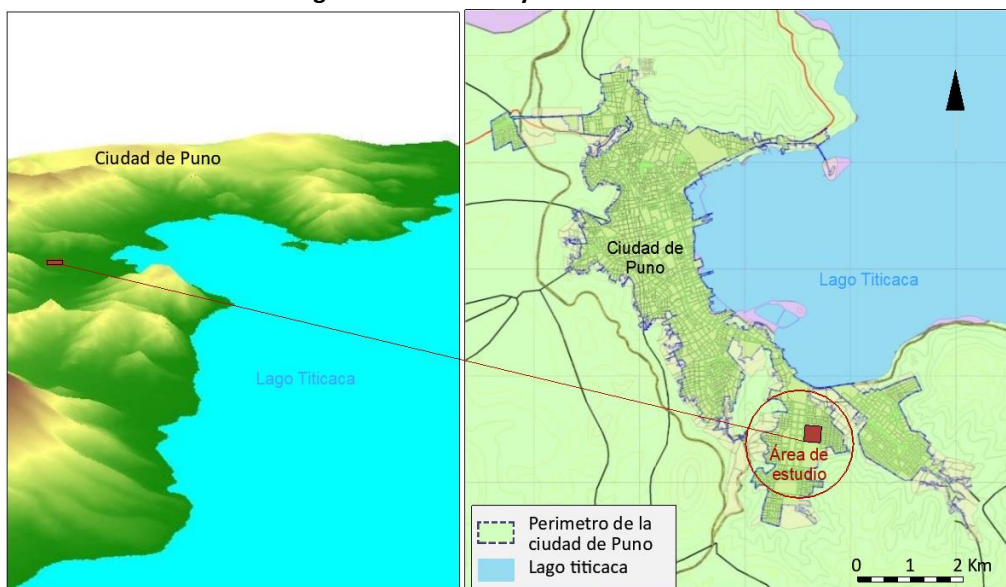 Ciudad de Puno
Lago Titicaca
Ciudad de
Puno
Lago Titicaca
Área de
estudio
Perimetro de la
ciudad de Puno
Lago titicaca
0 1 2 Km